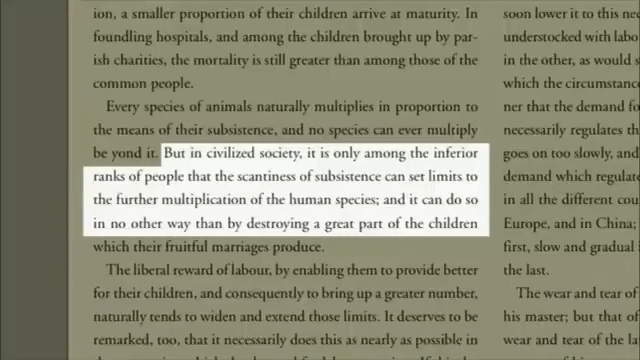 ion, a smaller proportion of their children arrive at maturity. In
foundling hospitals, and among the children brought up by par-
ish charities, the mortality is still greater than among those of the
common people.
Every species of animals naturally multiplies in proportion to
the means of their subsistence, and no species can ever multiply
be yond it. But in civilized society, it is only among the inferior
ranks of people that the scantiness of subsistence can set limits to
the further multiplication of the human species; and it can do so
in no other way than by destroying a great part of the children
which their fruitful marriages produce.
The liberal reward of labour, by enabling them to provide better
for their children, and consequently to bring up a greater number,
naturally tends to widen and extend those limits. It deserves to be
remarked, too, that it necessarily does this as nearly as possible in
soon lower it to this
understocked with
in the other, as would
which the
ner that the demand
necessarily regulates
goes on too slowly, and
demand which
in all the different
Europe, and in China;
first, slow and gradual
the last.
The wear and tear of
his master; but that of
wear and tear of the